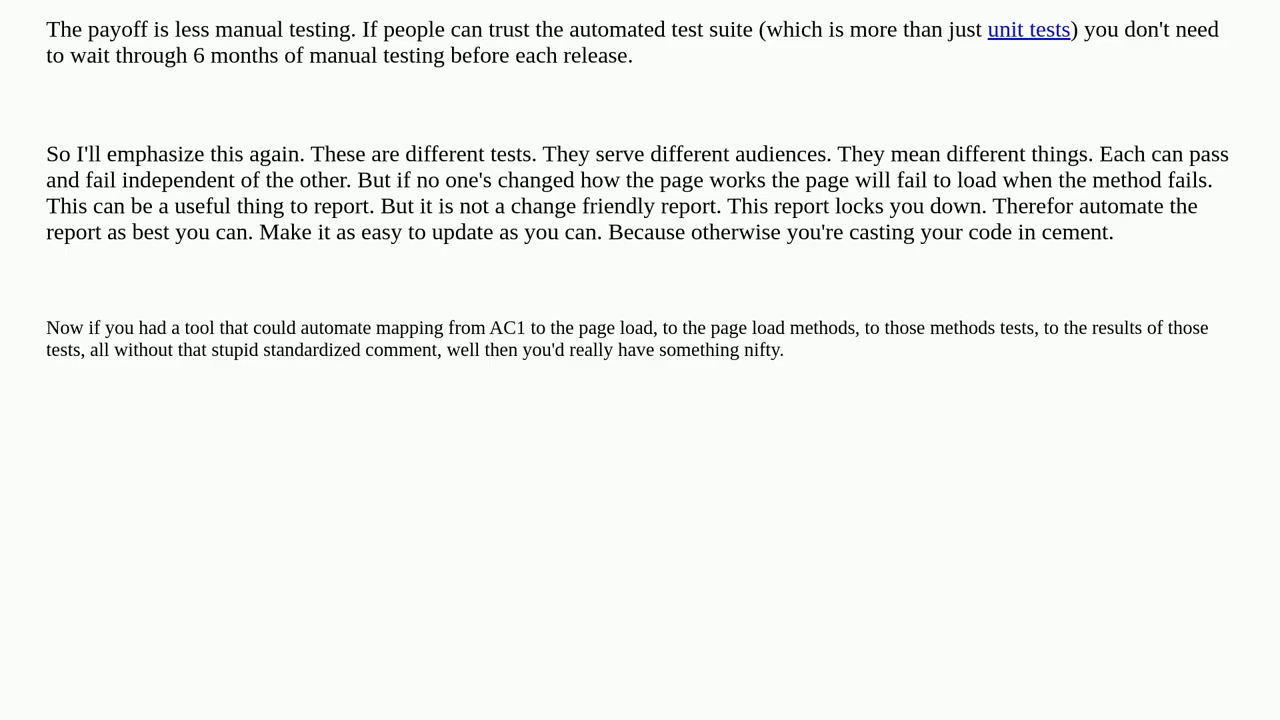 The payoff is less manual testing. If people can trust the automated test suite (which is more than just unit tests) you don't need
to wait through 6 months of manual testing before each release.
So I'll emphasize this again. These are different tests. They serve different audiences. They mean different things. Each can pass
and fail independent of the other. But if no one's changed how the page works the page will fail to load when the method fails.
This can be a useful thing to report. But it is not a change friendly report. This report locks you down. Therefor automate the
report as best you can. Make it as easy to update as you can. Because otherwise you're casting your code in cement.
Now if you had a tool that could automate mapping from AC1 to the page load, to the page load methods, to those methods tests, to the results of those
tests, all without that stupid standardized comment, well then you'd really have something nifty.